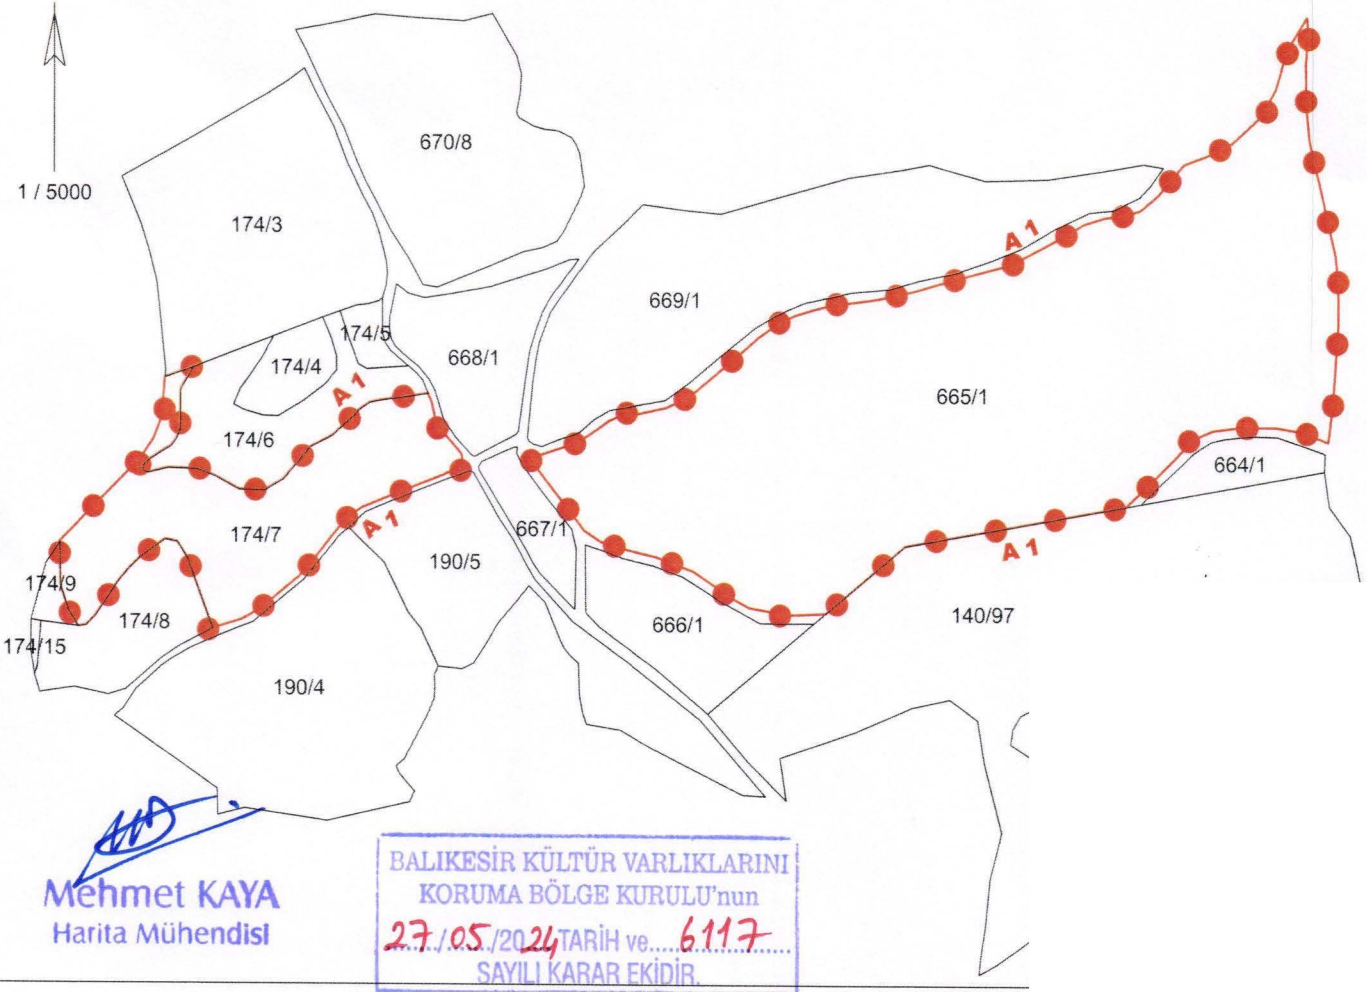 670/8
1 / 5000
174/3
A 1
669/1
174/5
668/1
174/4
A 1
665/1
174/6
664/1
A 1
174/7
667/1
A 1
190/5
174/9
174/8
666/1
140/97
174/15
190/4
Mehmet KAYA
Harita Mühendisi
BALIKESİR KÜLTÜR VARLIKLARINI
KORUMA BÖLGE KURULU'nun
27/05/2024 TARİH ve 6117
SAYILI KARAR EKİDİR.